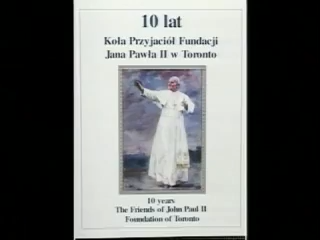 10 lat
Koła Przyjaciół Fundacji
Jana Pawła II w Toronto
10 years
The Friends of John Paul II
Foundation of Toronto